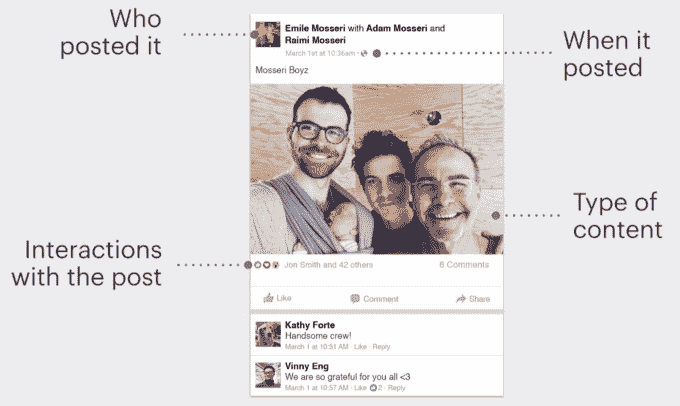 Who
posted it
Emile Mosseri with Adam Mosseri and
Raimi Mosseri
March 1st at 10:36am ·
When it
posted
Mosseri Boyz
Type of
content
Interactions
with the post
Jon Smith and 42 others
6 Comments
Like
Comment
Share
Kathy Forte
Handsome crew!
March 1 at 10:51 AM · Like · Reply
Vinny Eng
We are so grateful for you all <3
March 1 at 10:57 AM · Like · 2 · Reply